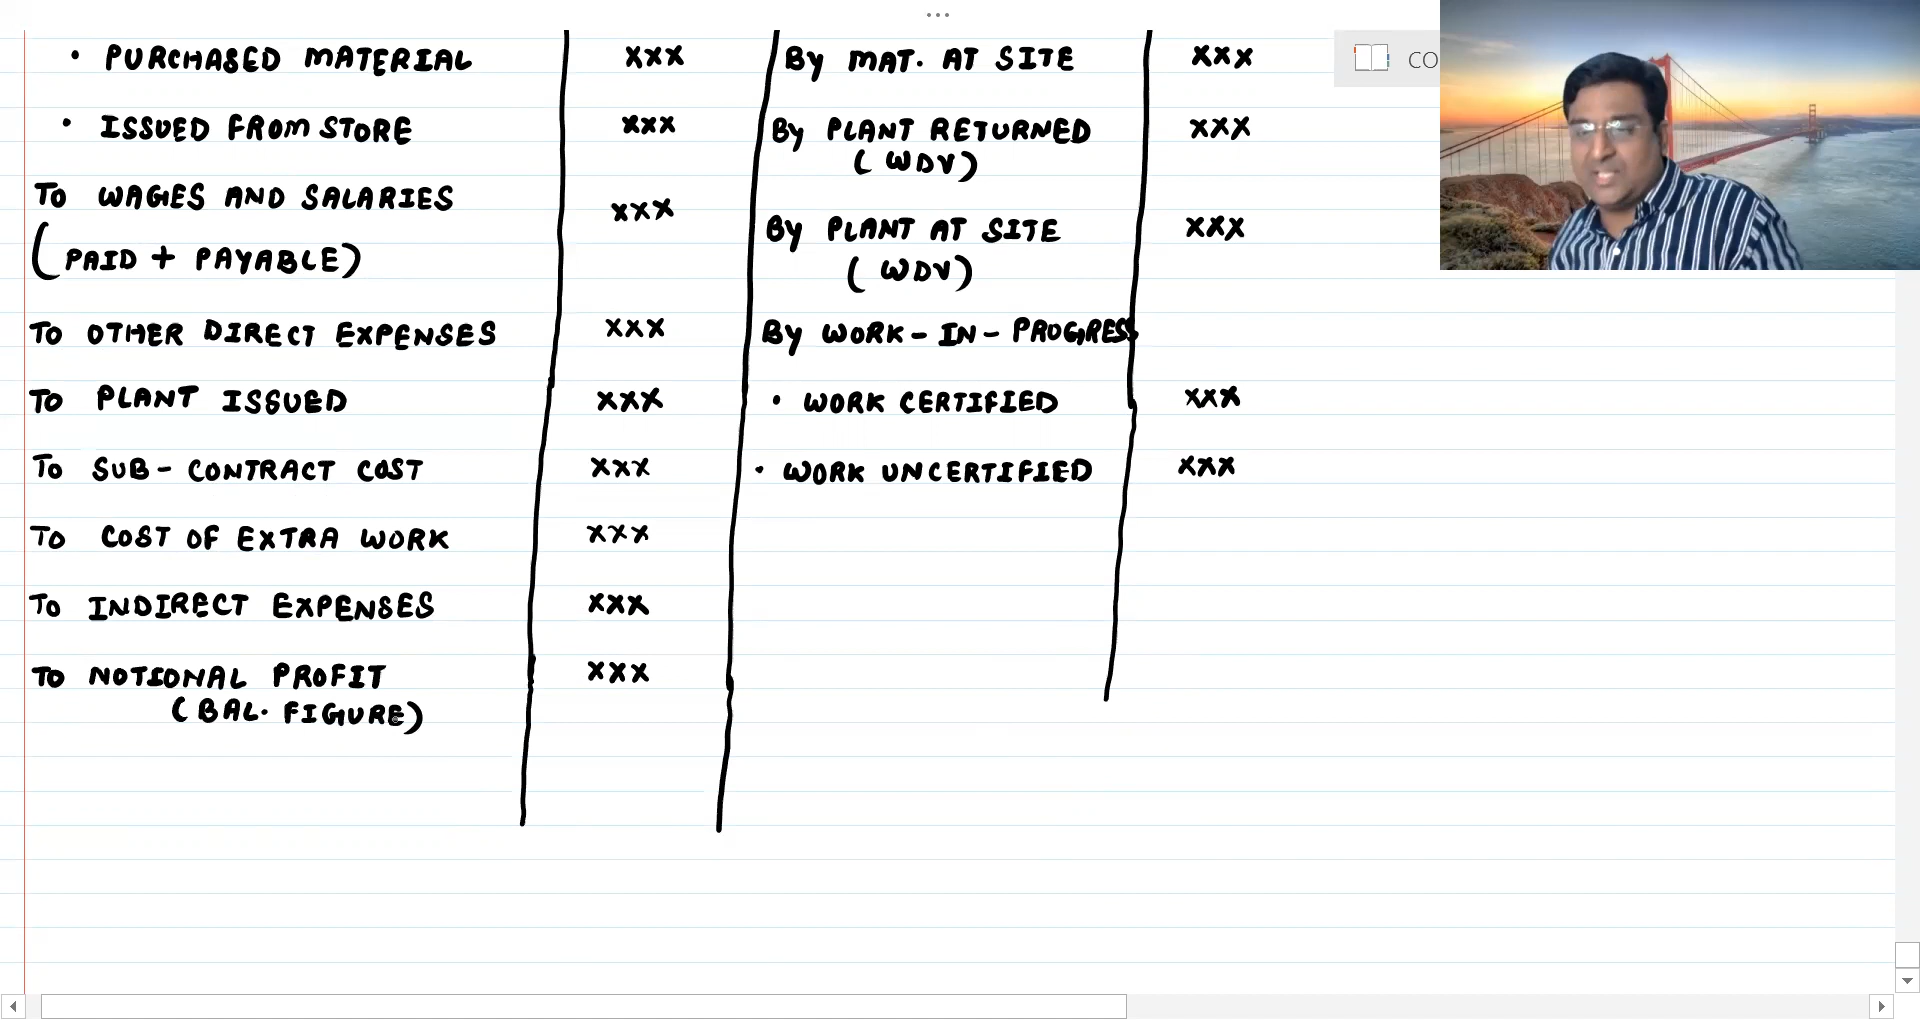 ...
• PURCHASED MATERIAL XXX By MAT. AT SITE XXX
CO
• ISSUED FROM STORE XXX By PLANT RETURNED XXX
(WDV)
TO WAGES AND SALARIES XXX
(PAID + PAYABLE)
By PLANT AT SITE XXX
(WDV)
TO OTHER DIRECT EXPENSES XXX By WORK-IN-PROGRESS
TO PLANT ISSUED XXX • WORK CERTIFIED XXX
TO SUB-CONTRACT COST XXX • WORK UNCERTIFIED XXX
TO COST OF EXTRA WORK XXX
TO INDIRECT EXPENSES XXX
TO NOTIONAL PROFIT XXX
(BAL. FIGURE)